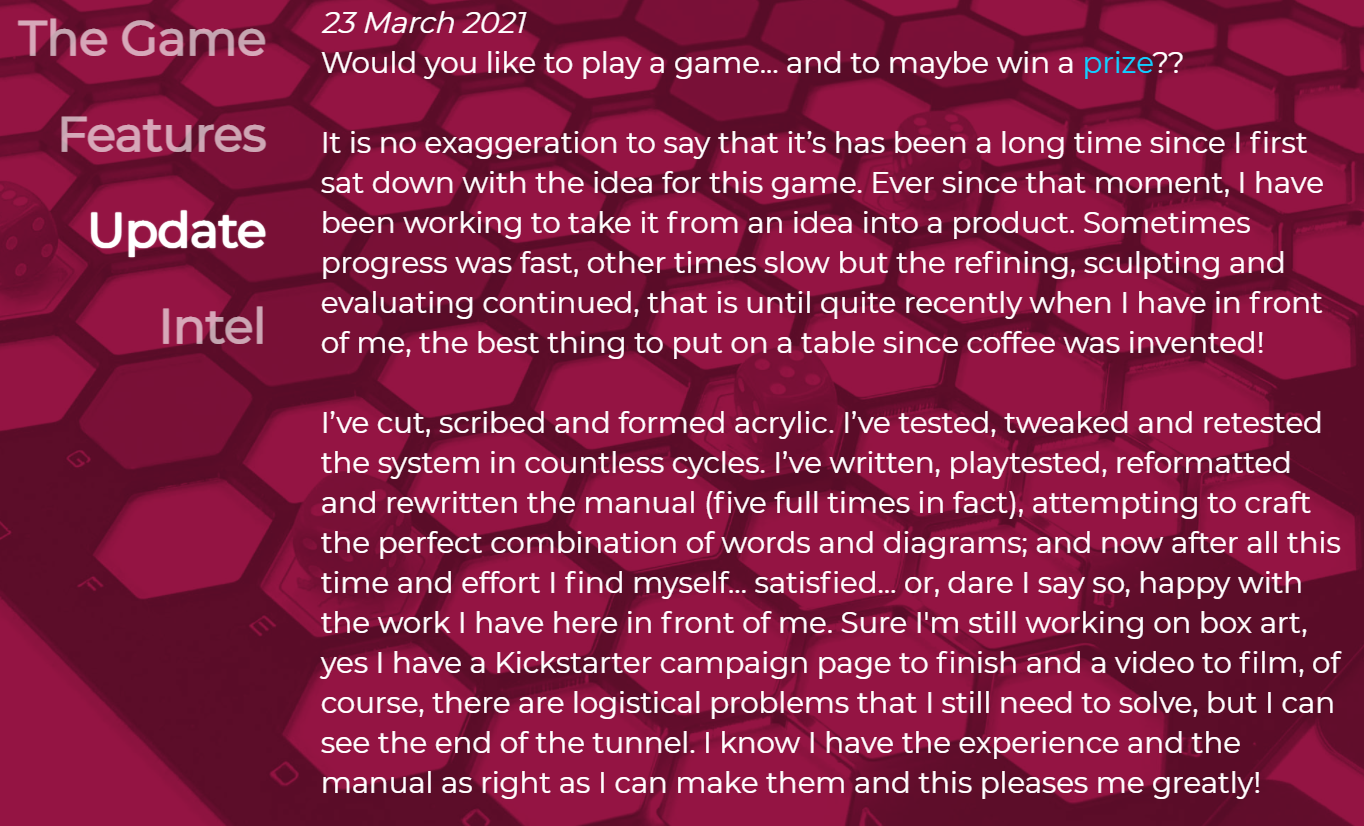 The Game
Features
Update
Intel
23 March 2021
Would you like to play a game... and to maybe win a prize??
It is no exaggeration to say that it’s has been a long time since I first
sat down with the idea for this game. Ever since that moment, I have
been working to take it from an idea into a product. Sometimes
progress was fast, other times slow but the refining, sculpting and
evaluating continued, that is until quite recently when I have in front
of me, the best thing to put on a table since coffee was invented!
I’ve cut, scribed and formed acrylic. I’ve tested, tweaked and retested
the system in countless cycles. I’ve written, playtested, reformatted
and rewritten the manual (five full times in fact), attempting to craft
the perfect combination of words and diagrams; and now after all this
time and effort I find myself... satisfied... or, dare I say so, happy with
the work I have here in front of me. Sure I'm still working on box art,
yes I have a Kickstarter campaign page to finish and a video to film, of
course, there are logistical problems that I still need to solve, but I can
see the end of the tunnel. I know I have the experience and the
manual as right as I can make them and this pleases me greatly!
G
F
E
D